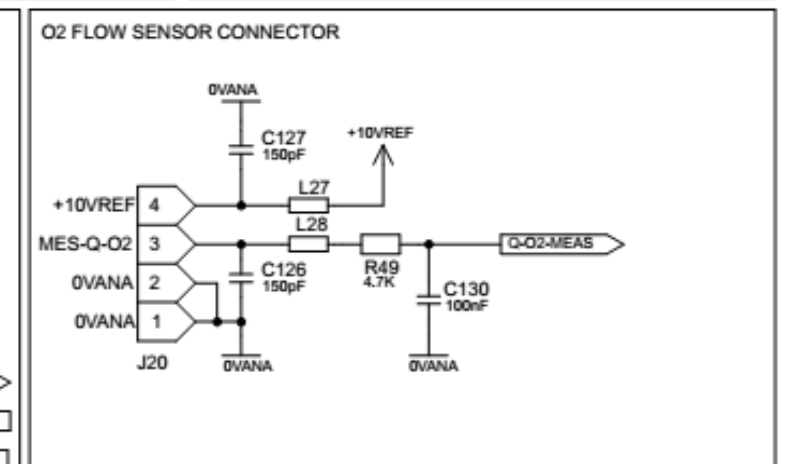 O2 FLOW SENSOR CONNECTOR
0VANA
C127
150pF
+10VREF
L27
+10VREF 4
L28
MES-Q-O2 3
Q-O2-MEAS
C126
150pF
R49
4.7K
0VANA 2
C130
100nF
0VANA 1
J20
0VANA
0VANA